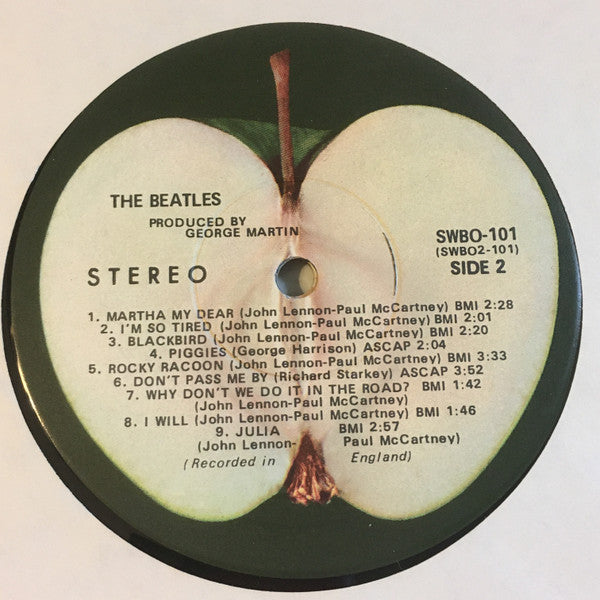 THE BEATLES
PRODUCED BY
GEORGE MARTIN
STEREO
SWBO-101
(SWBO2-101)
SIDE 2
1. MARTHA MY DEAR (John Lennon-Paul McCartney) BMI 2:28
2. I'M SO TIRED (John Lennon-Paul McCartney) BMI 2:01
3. BLACKBIRD (John Lennon-Paul McCartney) BMI 2:20
4. PIGGIES (George Harrison) ASCAP 2:04
5. ROCKY RACOON (John Lennon-Paul McCartney) BMI 3:33
6. DON'T PASS ME BY (Richard Starkey) ASCAP 3:52
7. WHY DON'T WE DO IT IN THE ROAD? BMI 1:42
(John Lennon-Paul McCartney)
8. I WILL (John Lennon-Paul McCartney) BMI 1:46
9. JULIA BMI 2:57
(John Lennon- Paul McCartney)
(Recorded in England)